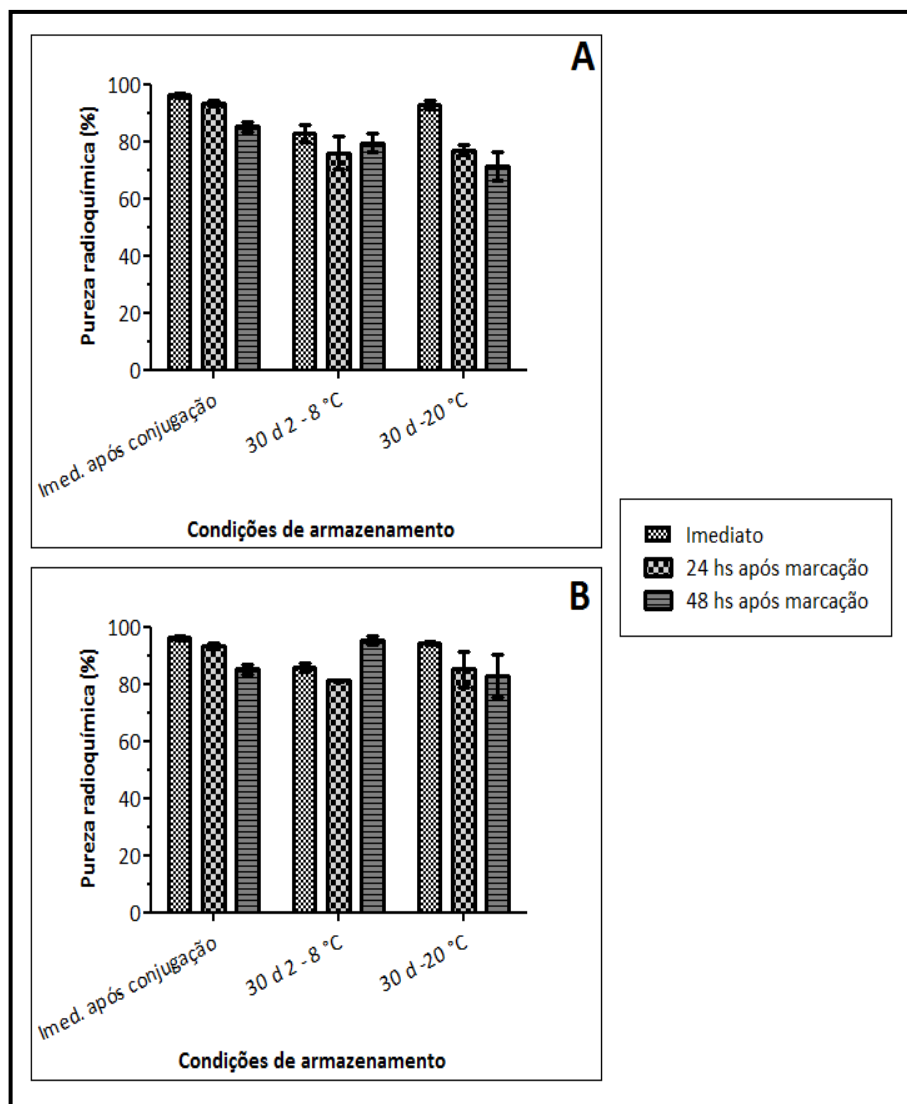 A
Pureza radioquímica (%)
100
80
60
40
20
0
Imed. após conjugação
30 d 2 - 8 °C
30 d -20 °C
Condições de armazenamento
Imediato
24 hs após marcação
48 hs após marcação
B
Pureza radioquímica (%)
100
80
60
40
20
0
Imed. após conjugação
30 d 2 - 8 °C
30 d -20 °C
Condições de armazenamento